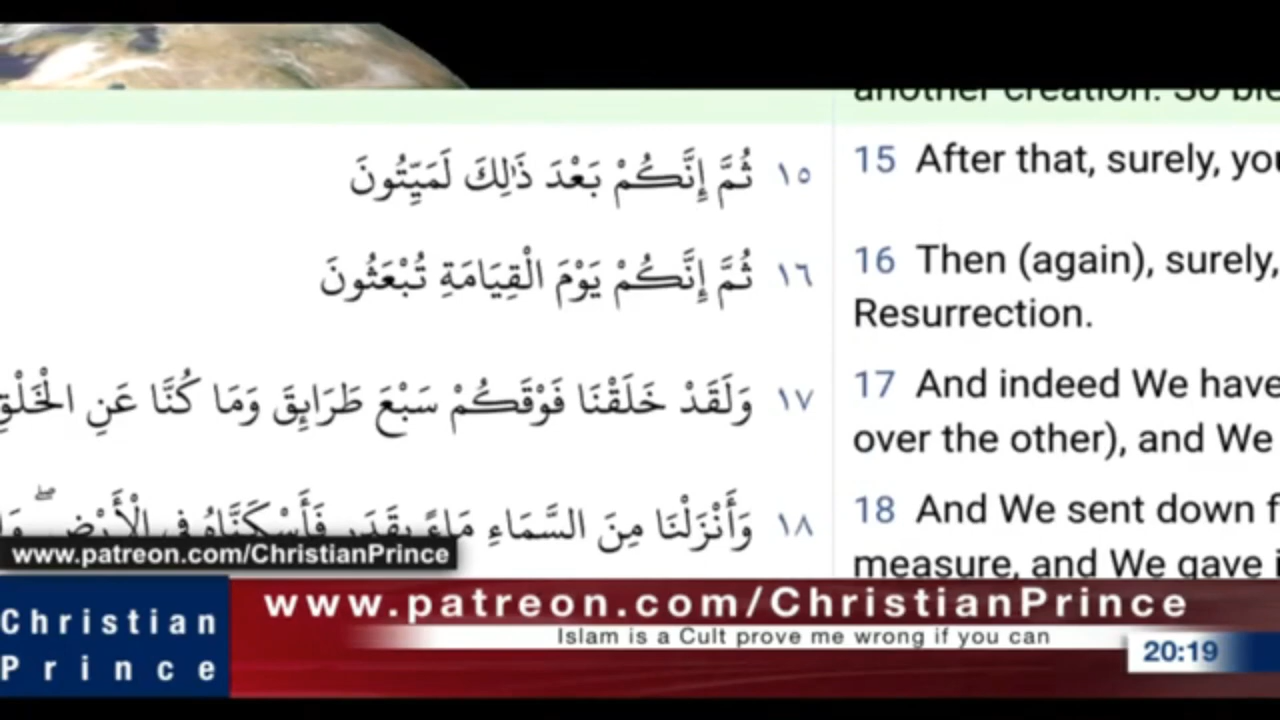 another creation. So
١٥ ثُمَّ إِنَّكُمْ بَعْدَ ذَٰلِكَ لَمَيِّتُونَ
15 After that, surely,
١٦ ثُمَّ إِنَّكُمْ يَوْمَ الْقِيَامَةِ تُبْعَثُونَ
16 Then (again), surely,
Resurrection.
١٧ وَلَقَدْ خَلَقْنَا فَوْقَكُمْ سَبْعَ طَرَايِٕقَ وَمَا كُنَّا عَنِ الْخَلْقِ
17 And indeed We have
over the other), and We
١٨ وَأَنْزَلْنَا مِنَ السَّمَاءِ مَاءً بِقَدَرٍ فَأَسْكَنَّاهُ فِي الْأَرْضِ ۖ
18 And We sent down
measure, and We gave
www.patreon.com/ChristianPrince
www.patreon.com/ChristianPrince
Islam is a Cult prove me wrong if you can
Christian
Prince
20:19